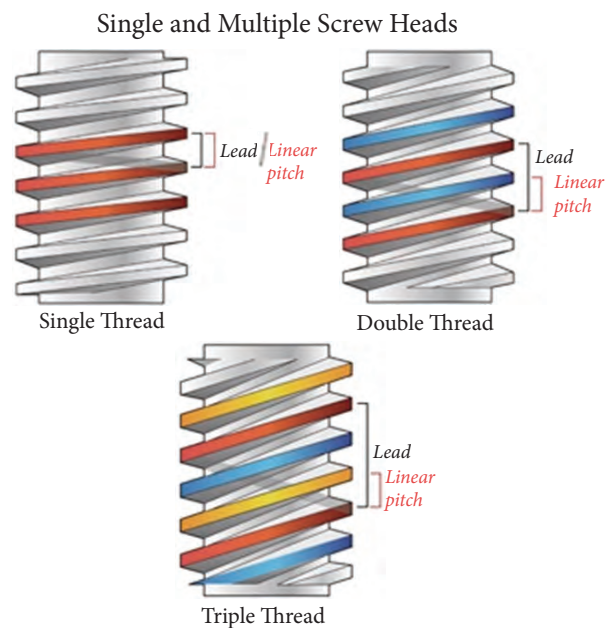 Single and Multiple Screw Heads
Lead / Linear
pitch
Lead
Linear
pitch
Single Thread
Double Thread
Lead
Linear
pitch
Triple Thread